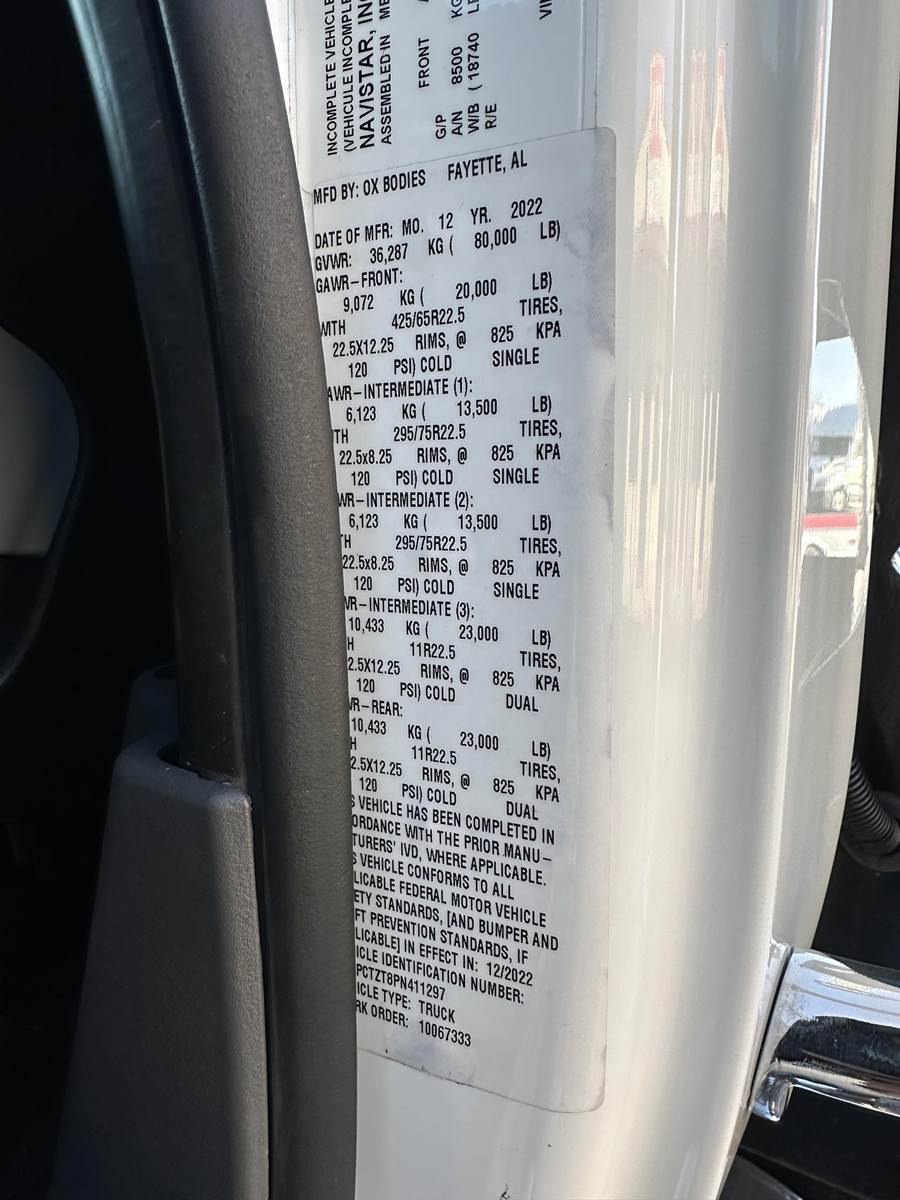 INCOMPLETE VEHICLE
(VEHICULE INCOMPL
NAVISTAR, INC
ASSEMBLED IN ME
FRONT
G/P
A/N 8500 KG
W/B ( 18740 LB
R/E
VI
MFD BY: OX BODIES FAYETTE, AL
DATE OF MFR: MO. 12 YR. 2022
GVWR: 36,287 KG ( 80,000 LB)
GAWR-FRONT:
9,072 KG ( 20,000 LB)
WITH 425/65R22.5 TIRES,
22.5X12.25 RIMS, @ 825 KPA
120 PSI) COLD SINGLE
AWR-INTERMEDIATE (1):
6,123 KG ( 13,500 LB)
TH 295/75R22.5 TIRES,
22.5x8.25 RIMS, @ 825 KPA
120 PSI) COLD SINGLE
WR-INTERMEDIATE (2):
6,123 KG ( 13,500 LB)
TH 295/75R22.5 TIRES,
22.5x8.25 RIMS, @ 825 KPA
120 PSI) COLD SINGLE
WR-INTERMEDIATE (3):
10,433 KG ( 23,000 LB)
H 11R22.5 TIRES,
2.5X12.25 RIMS, @ 825 KPA
120 PSI) COLD DUAL
WR-REAR:
10,433 KG ( 23,000 LB)
H 11R22.5 TIRES,
2.5X12.25 RIMS, @ 825 KPA
120 PSI) COLD DUAL
S VEHICLE HAS BEEN COMPLETED IN
ORDANCE WITH THE PRIOR MANU-
TURERS' IVD, WHERE APPLICABLE.
S VEHICLE CONFORMS TO ALL
LICABLE FEDERAL MOTOR VEHICLE
ETY STANDARDS, [AND BUMPER AND
FT PREVENTION STANDARDS, IF
LICABLE] IN EFFECT IN: 12/2022
ICLE IDENTIFICATION NUMBER:
PCTZT8PN411297
ICLE TYPE: TRUCK
RK ORDER: 10067333